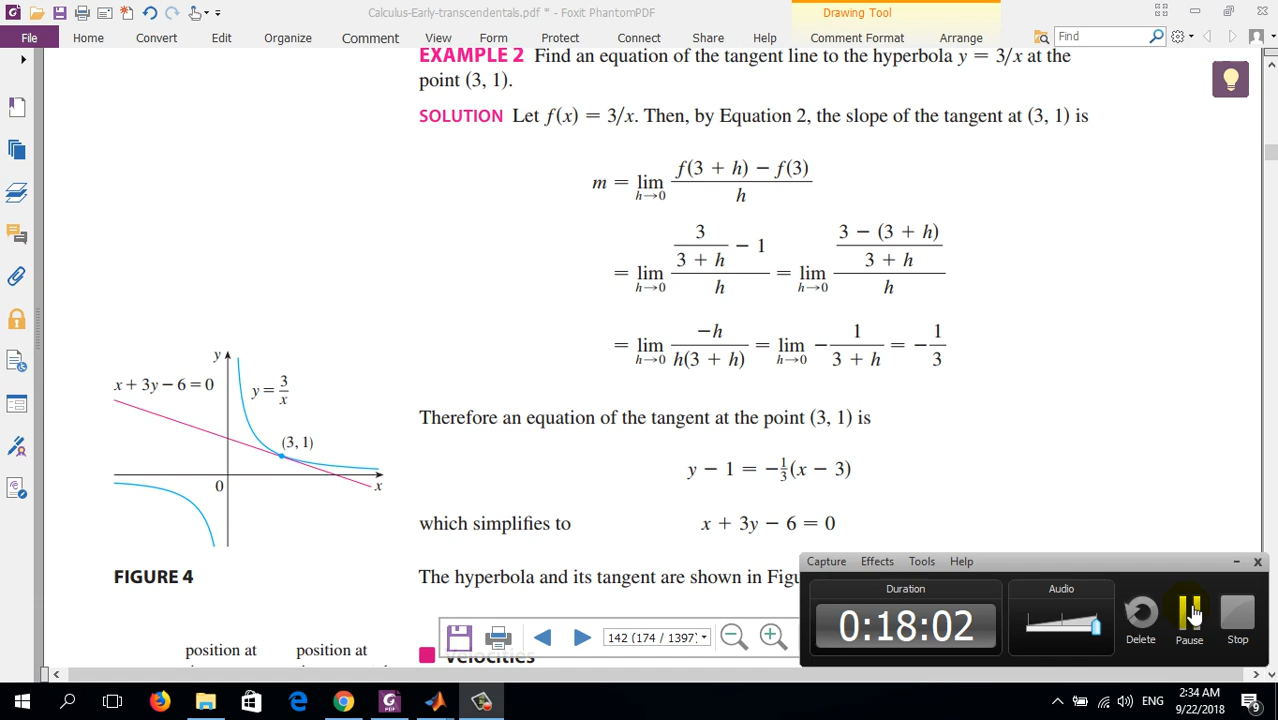 Calculus-Early-transcendentals.pdf * - Foxit PhantomPDF
Drawing Tool
File Home Convert Edit Organize Comment View Form Protect Connect Share Help Comment Format Arrange Find
EXAMPLE 2 Find an equation of the tangent line to the hyperbola y = 3/x at the
point (3, 1).
SOLUTION Let f(x) = 3/x. Then, by Equation 2, the slope of the tangent at (3, 1) is
m = lim h→0 f(3 + h) − f(3) / h
= lim h→0 (3 / (3 + h) − 1) / h = lim h→0 ((3 − (3 + h)) / (3 + h)) / h
= lim h→0 −h / h(3 + h) = lim h→0 − 1 / (3 + h) = − 1/3
Therefore an equation of the tangent at the point (3, 1) is
y − 1 = −1/3(x − 3)
which simplifies to x + 3y − 6 = 0
The hyperbola and its tangent are shown in Figu
y
x + 3y − 6 = 0
y = 3/x
(3, 1)
0
x
FIGURE 4
position at position at
Velocities
142 (174 / 1397)
Capture Effects Tools Help
Duration
0:18:02
Audio
Delete
Pause
Stop
ENG
2:34 AM
9/22/2018
9